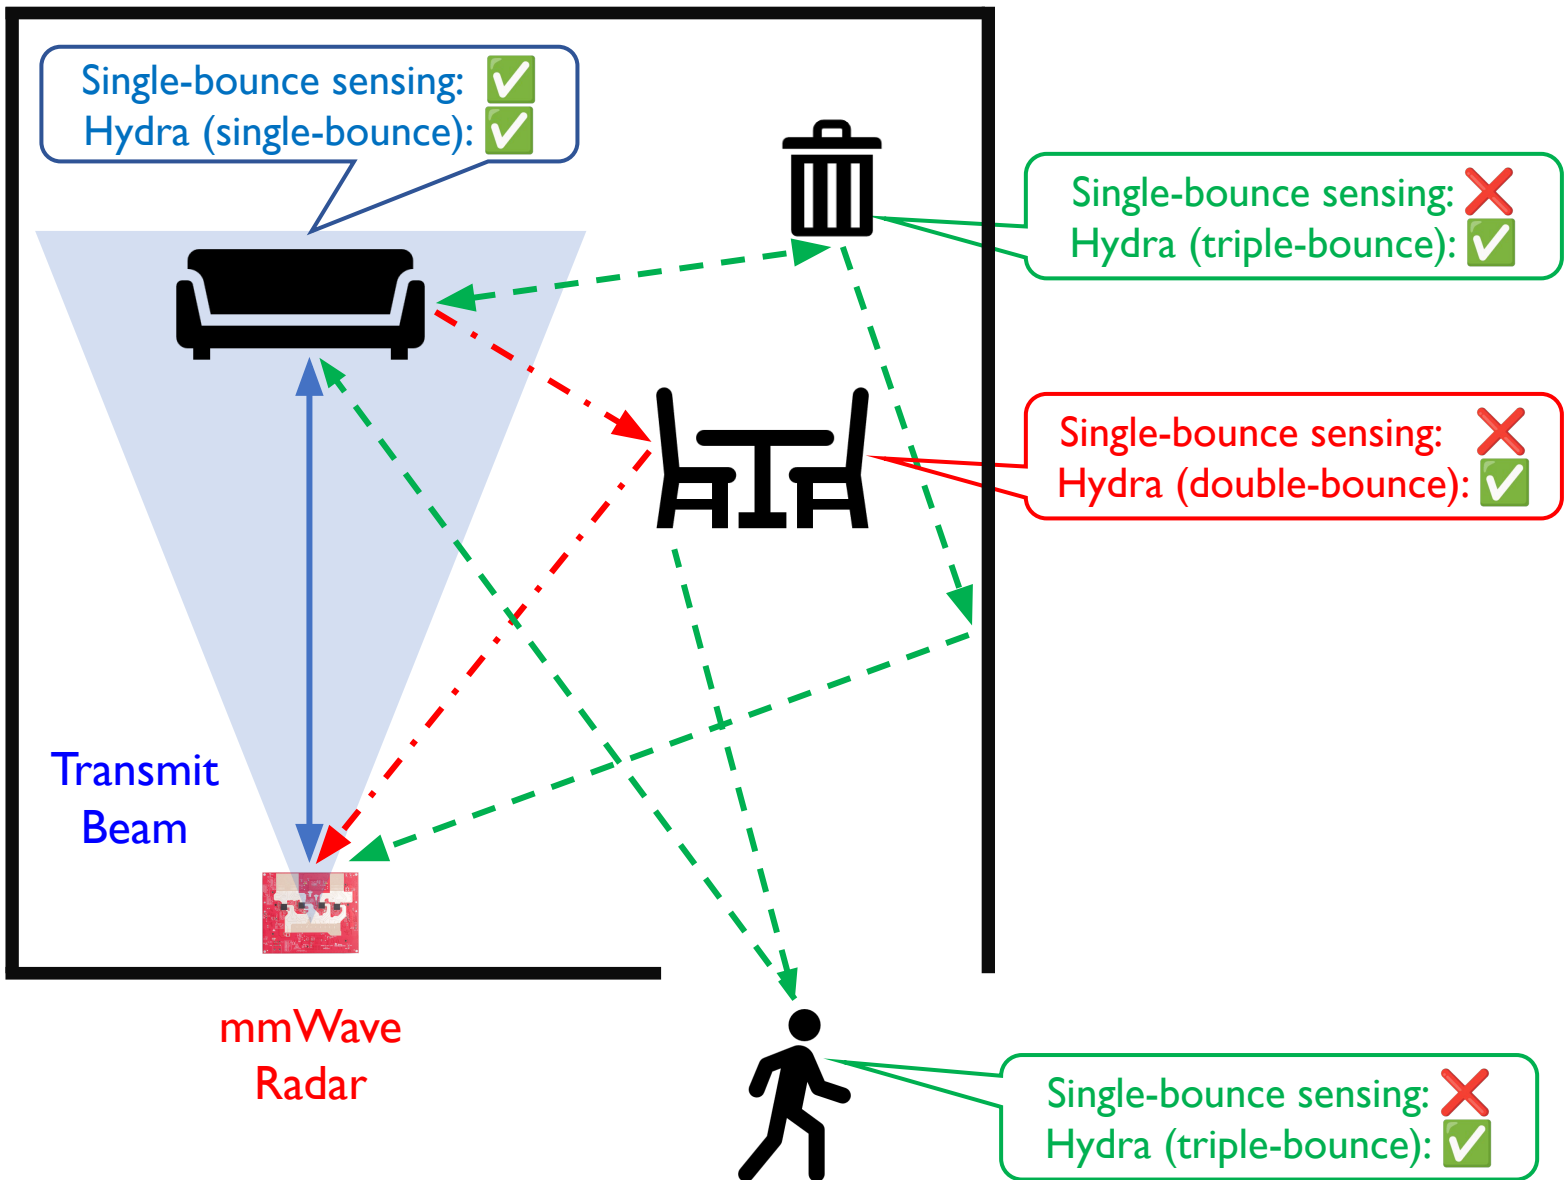 Single-bounce sensing: ✅
Hydra (single-bounce): ✅
Single-bounce sensing: ❌
Hydra (triple-bounce): ✅
Single-bounce sensing: ❌
Hydra (double-bounce): ✅
Transmit
Beam
mmWave
Radar
Single-bounce sensing: ❌
Hydra (triple-bounce): ✅